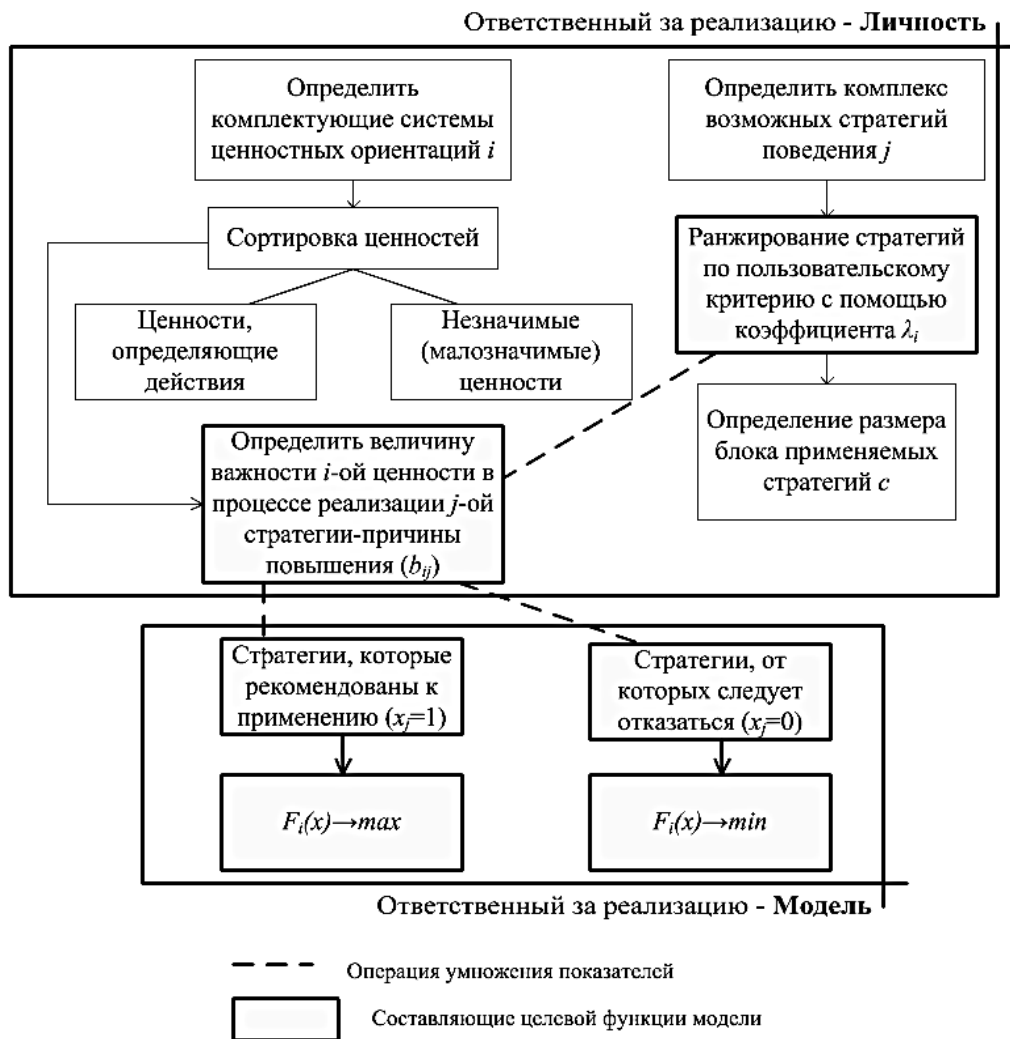 Ответственный за реализацию - Личность
Определить
комплектующие системы
ценностных ориентаций i
Определить комплекс
возможных стратегий
поведения j
Сортировка ценностей
Ранжирование стратегий
по пользовательскому
критерию с помощью
коэффициента λi
Ценности,
определяющие
действия
Незначимые
(малозначимые)
ценности
Определение размера
блока применяемых
стратегий c
Определить величину
важности i-ой ценности в
процессе реализации j-ой
стратегии-причины
повышения (bij)
Стратегии, которые
рекомендованы к
применению (xj=1)
Стратегии, от
которых следует
отказаться (xj=0)
Fi(x)→max
Fi(x)→min
Ответственный за реализацию - Модель
Операция умножения показателей
Составляющие целевой функции модели